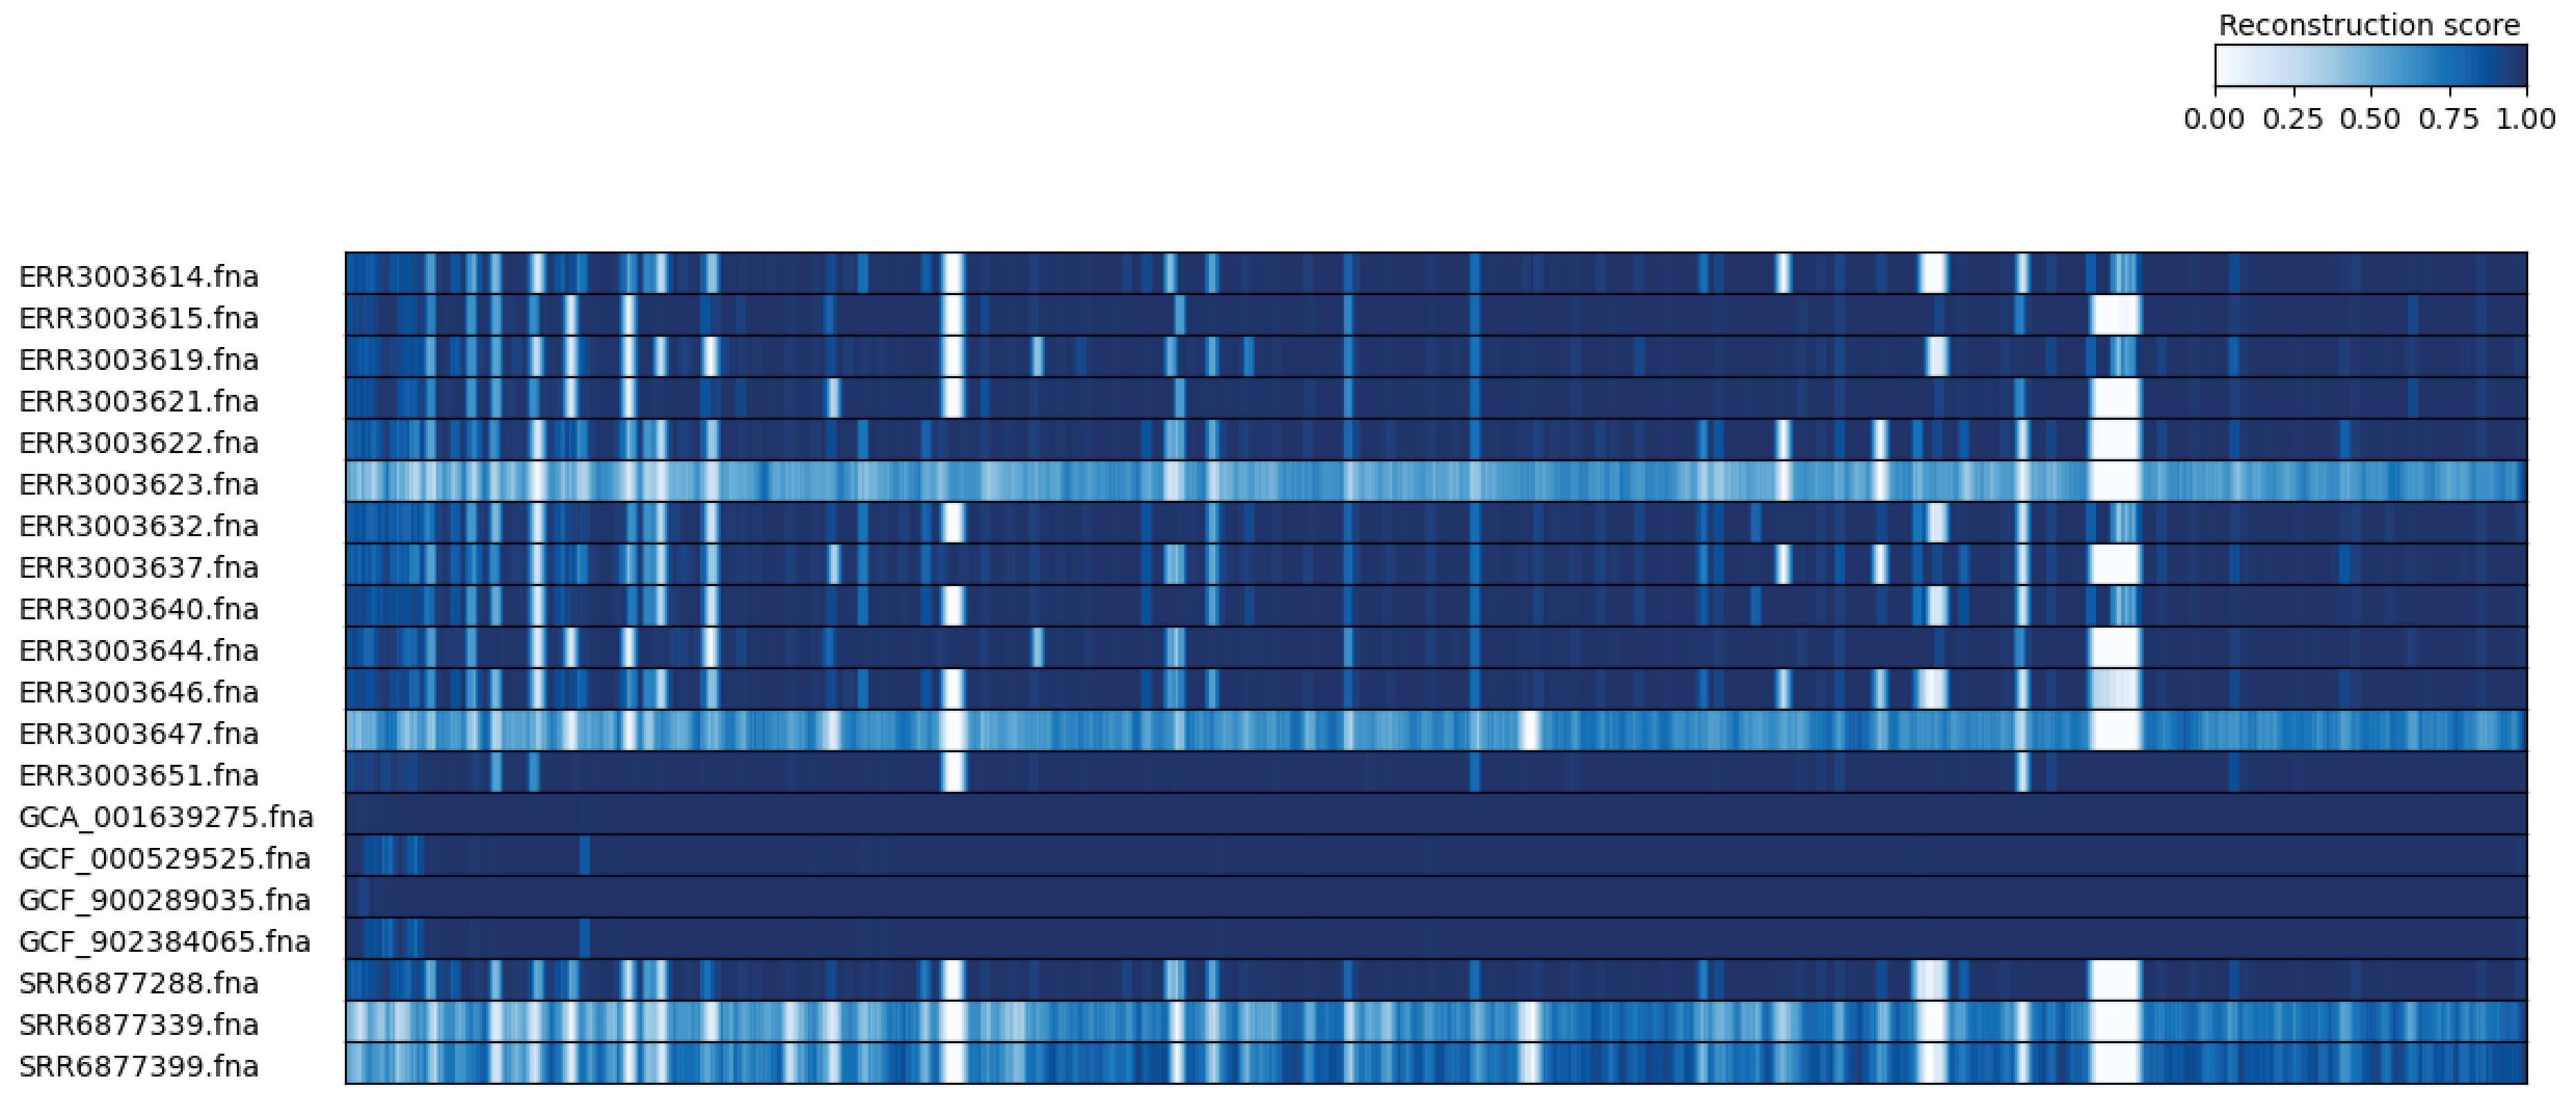 Reconstruction score
0.00 0.25 0.50 0.75 1.00
ERR3003614.fna
ERR3003615.fna
ERR3003619.fna
ERR3003621.fna
ERR3003622.fna
ERR3003623.fna
ERR3003632.fna
ERR3003637.fna
ERR3003640.fna
ERR3003644.fna
ERR3003646.fna
ERR3003647.fna
ERR3003651.fna
GCA_001639275.fna
GCF_000529525.fna
GCF_900289035.fna
GCF_902384065.fna
SRR6877288.fna
SRR6877339.fna
SRR6877399.fna